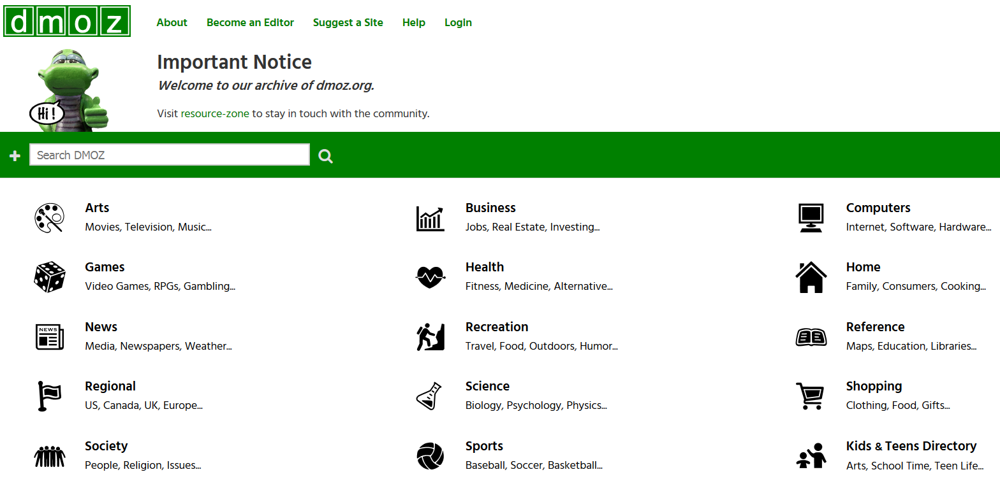 dmoz
About Become an Editor Suggest a Site Help Login
Important Notice
Welcome to our archive of dmoz.org.
Hi !
Visit resource-zone to stay in touch with the community.
Search DMOZ
Arts
Movies, Television, Music...
Business
Jobs, Real Estate, Investing...
Computers
Internet, Software, Hardware...
Games
Video Games, RPGs, Gambling...
Health
Fitness, Medicine, Alternative...
Home
Family, Consumers, Cooking...
NEWS
News
Media, Newspapers, Weather...
Recreation
Travel, Food, Outdoors, Humor...
Reference
Maps, Education, Libraries...
Regional
US, Canada, UK, Europe...
Science
Biology, Psychology, Physics...
Shopping
Clothing, Food, Gifts...
Society
People, Religion, Issues...
Sports
Baseball, Soccer, Basketball...
Kids & Teens Directory
Arts, School Time, Teen Life...